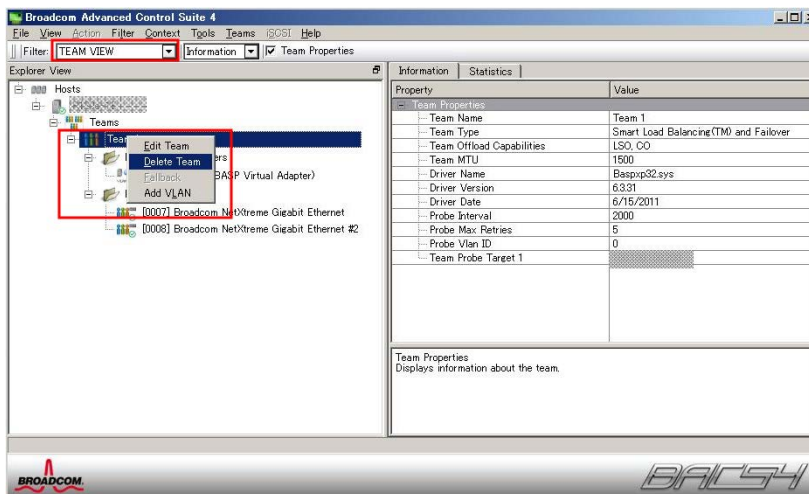 Broadcom Advanced Control Suite 4
File View Action Filter Context Tools Teams iSCSI Help
Filter: TEAM VIEW Information Team Properties
Explorer View
Hosts
Teams
Edit Team
Delete Team
Fallback
Add VLAN
BASP Virtual Adapter)
[0007] Broadcom NetXtreme Gigabit Ethernet
[0008] Broadcom NetXtreme Gigabit Ethernet #2
Information Statistics
Property Value
Team Properties
Team Name Team 1
Team Type Smart Load Balancing(TM) and Failover
Team Offload Capabilities LSO, CO
Team MTU 1500
Driver Name Baspxp32.sys
Driver Version 6.3.31
Driver Date 6/15/2011
Probe Interval 2000
Probe Max Retries 5
Probe Vlan ID 0
Team Probe Target 1
Team Properties
Displays information about the team.
BROADCOM.
BACS4